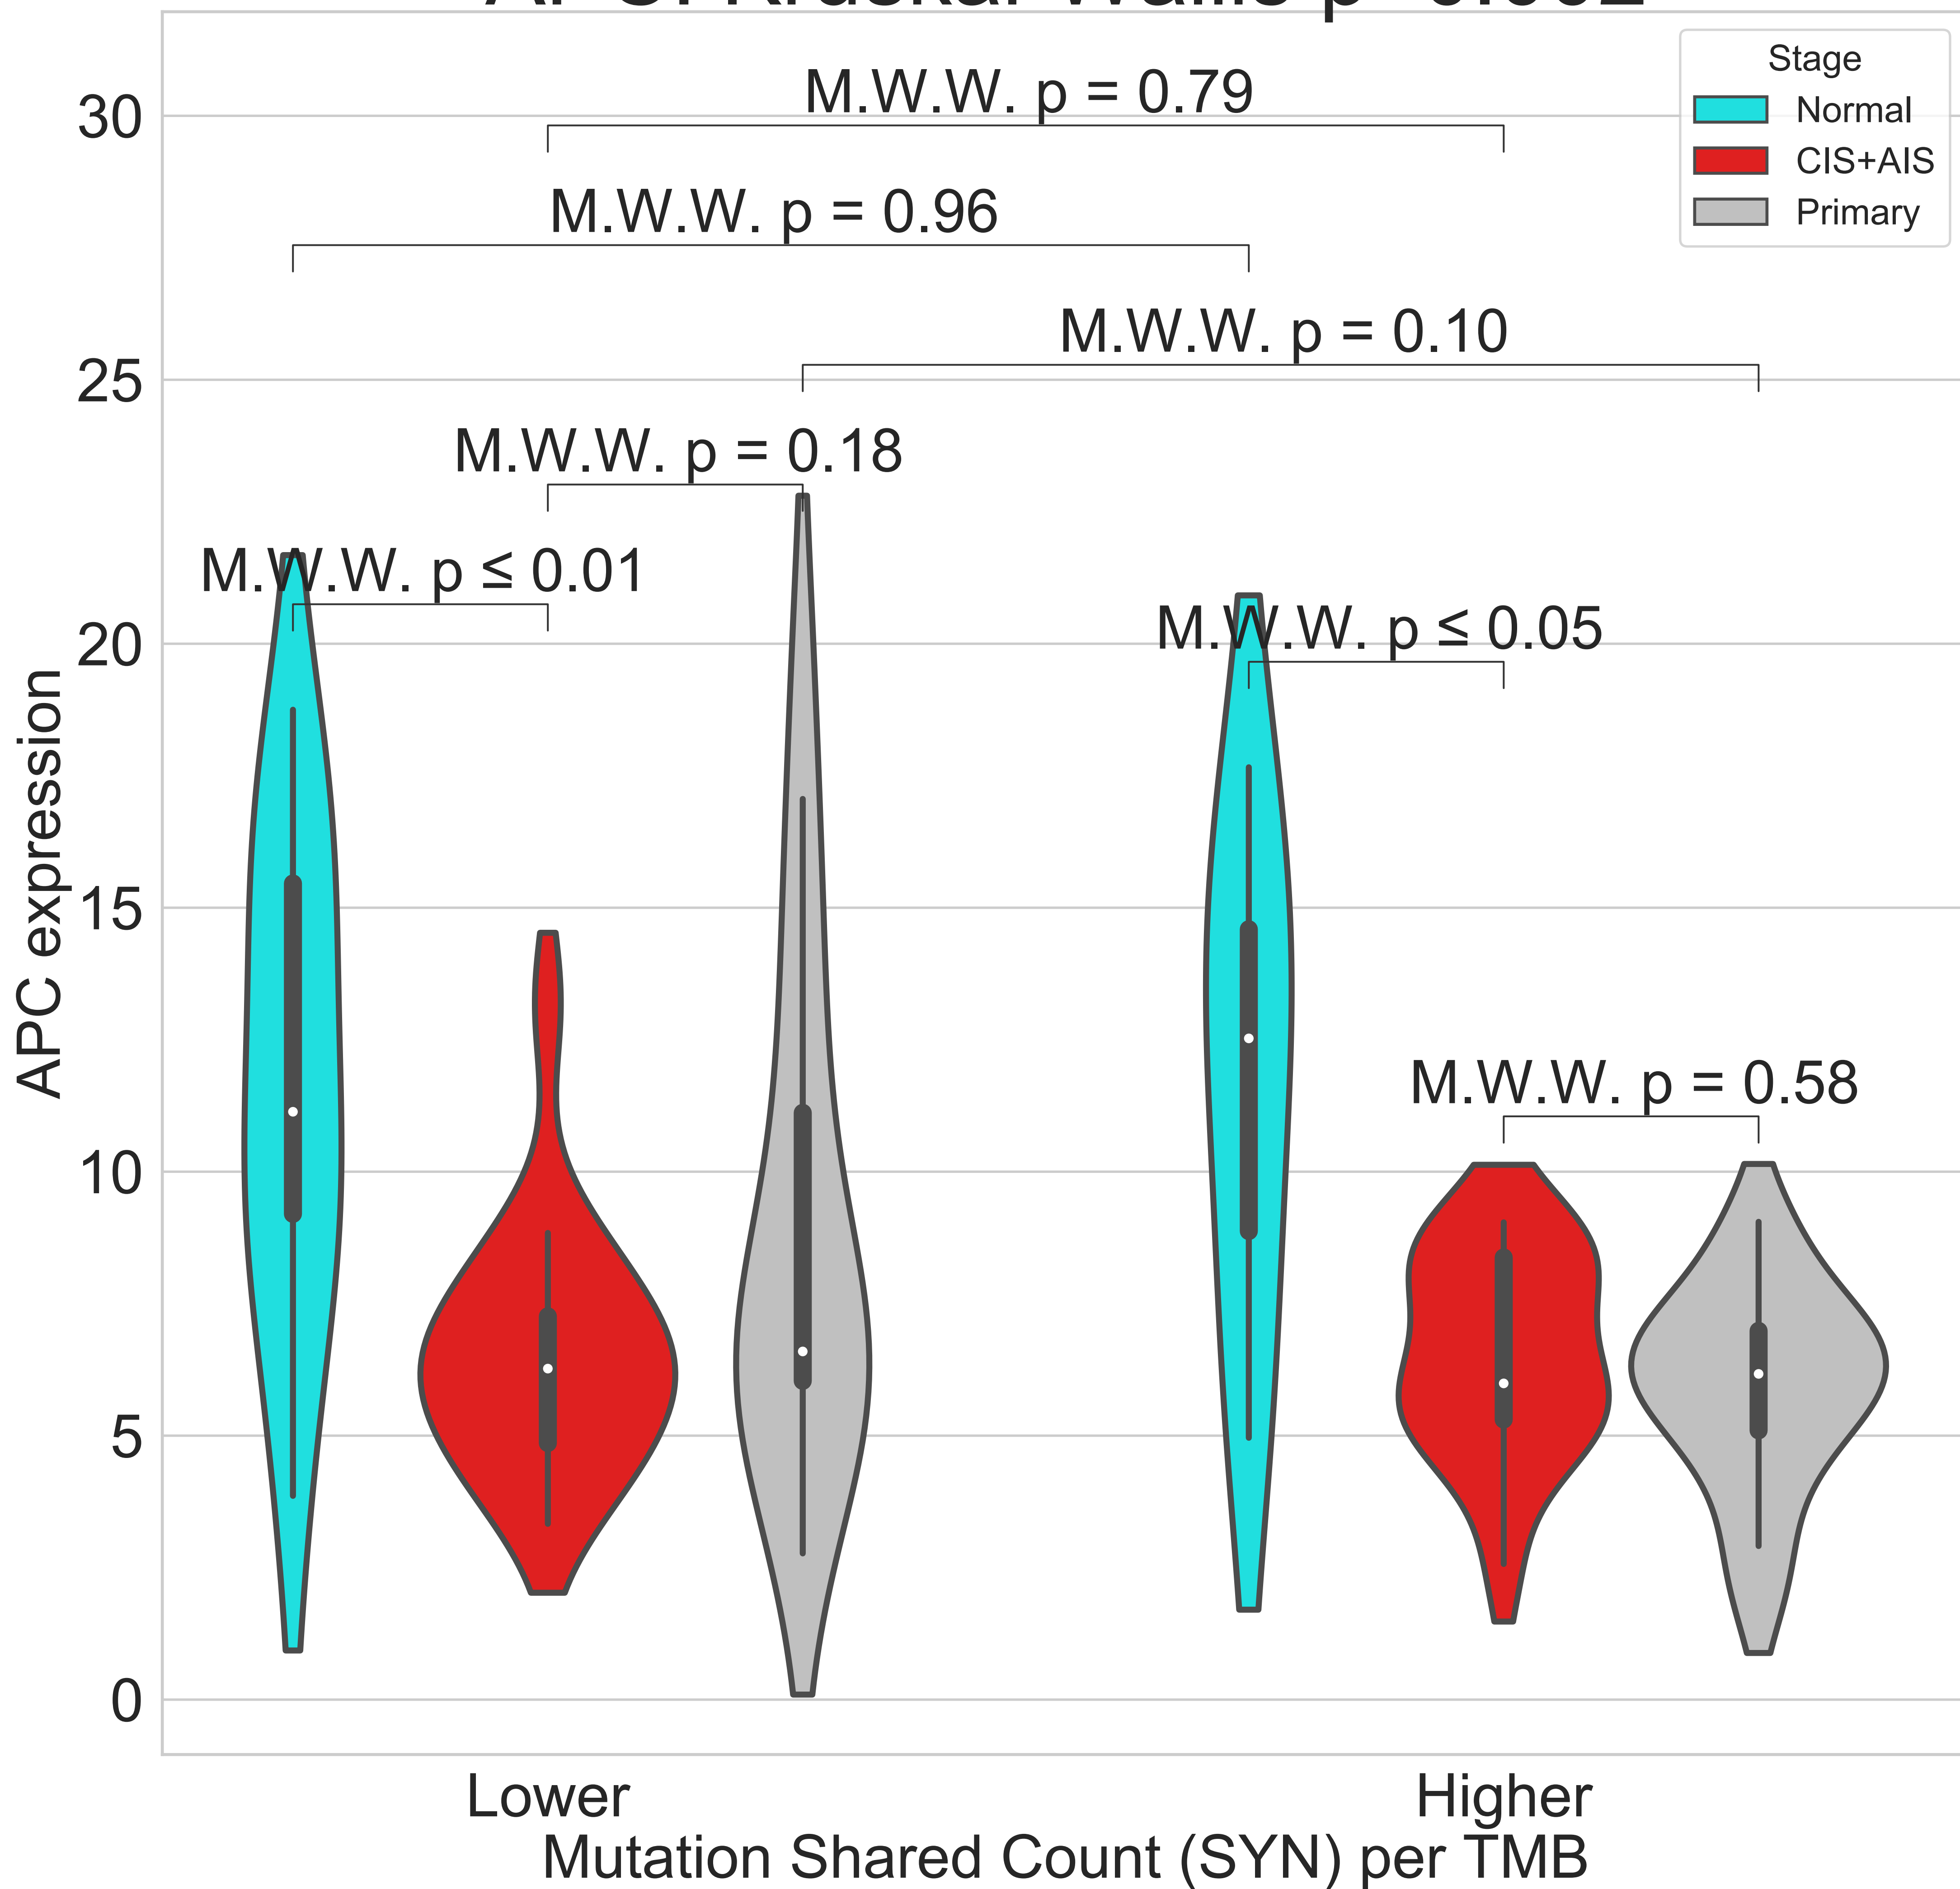 M.W.W. p = 0.79
M.W.W. p = 0.96
M.W.W. p = 0.10
M.W.W. p = 0.18
M.W.W. p ≤ 0.01
M.W.W. p ≤ 0.05
M.W.W. p = 0.58
Stage
Normal
CIS+AIS
Primary
APC expression
30
25
20
15
10
5
0
Lower
Higher
Mutation Shared Count (SYN) per TMB